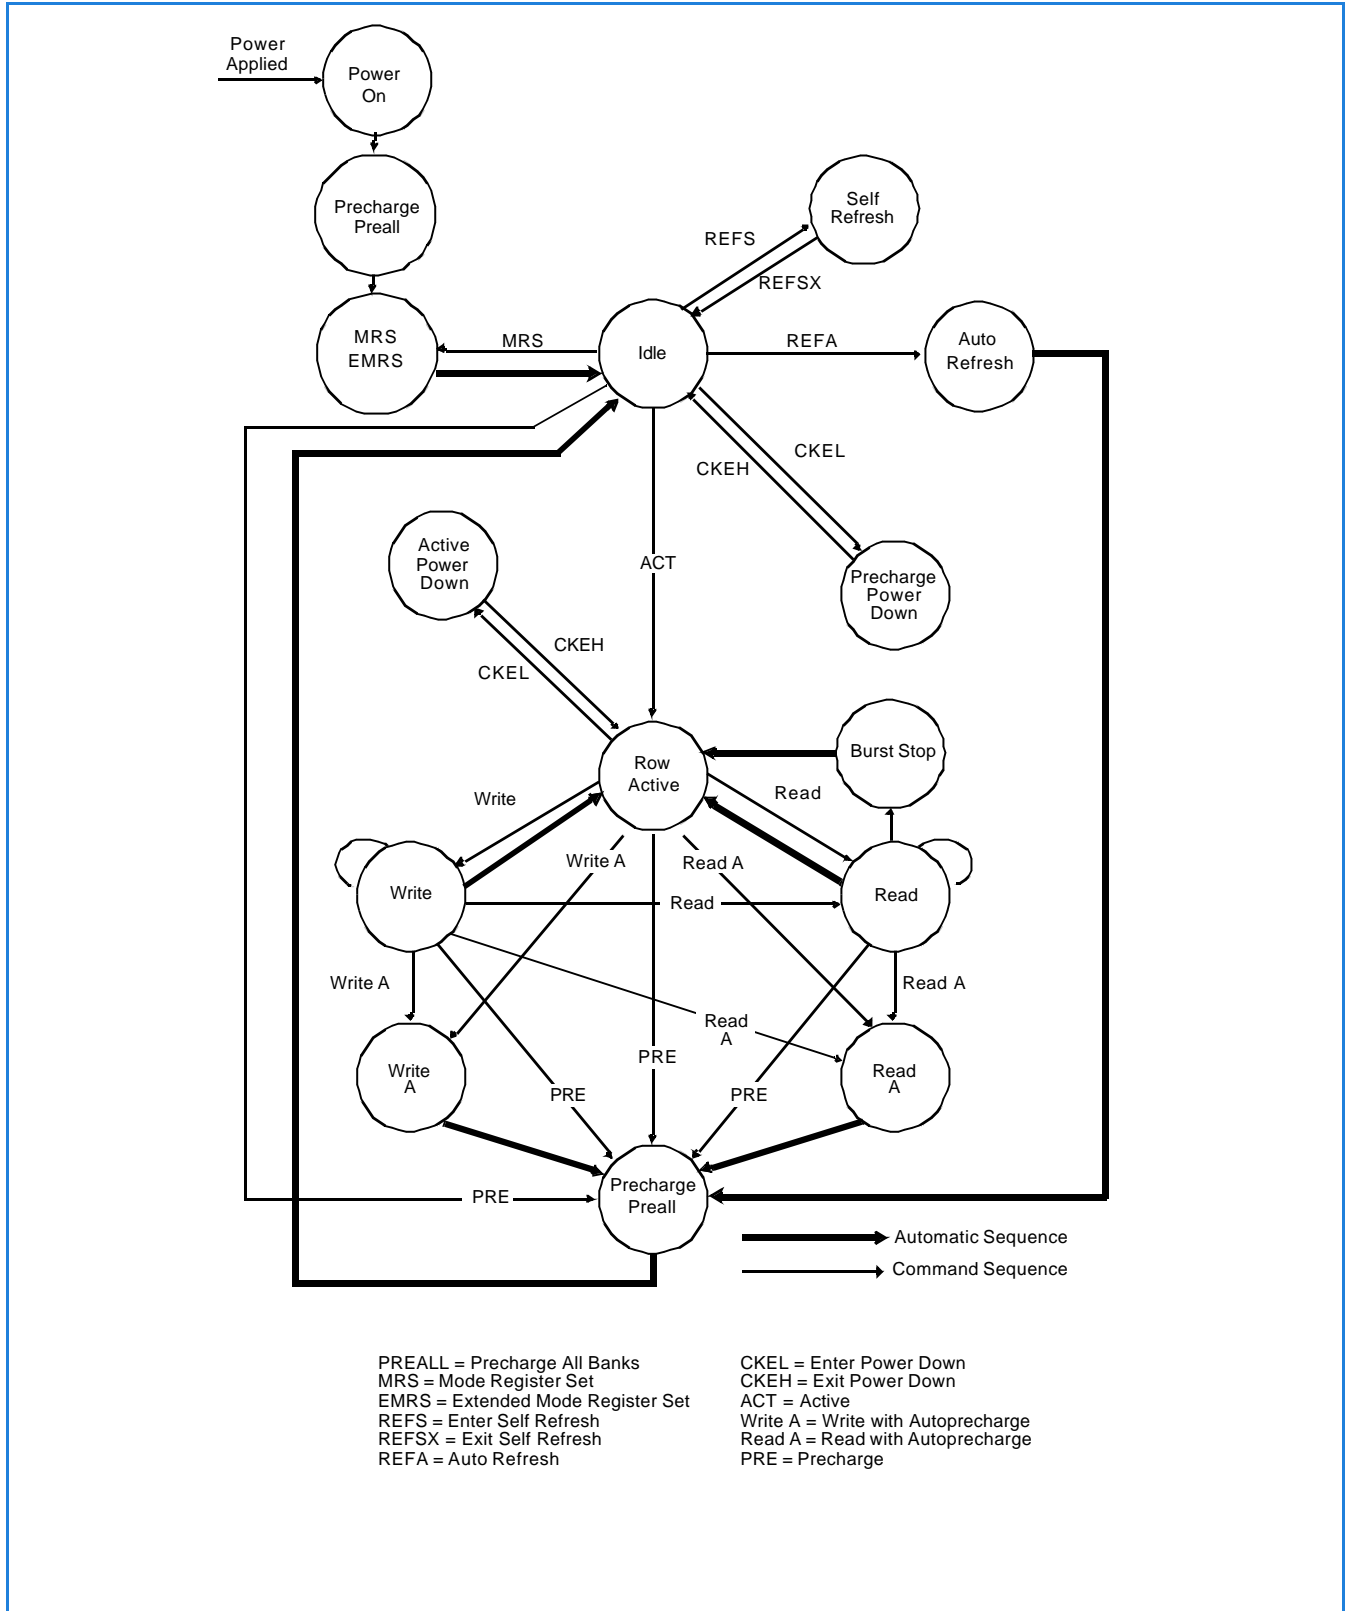 Power
Applied
Power
On
Precharge
Preall
Self
Refresh
REFS
REFSX
MRS
EMRS
MRS
Idle
REFA
Auto
Refresh
CKEL
CKEH
Active
Power
Down
ACT
Precharge
Power
Down
CKEH
CKEL
Burst Stop
Row
Active
Write
Read
Write A
Read A
Write
Read
Read
Write A
Read A
Read
A
Write
A
PRE
Read
A
PRE
PRE
Precharge
Preall
PRE
Automatic Sequence
Command Sequence
PREALL = Precharge All Banks
MRS = Mode Register Set
EMRS = Extended Mode Register Set
REFS = Enter Self Refresh
REFSX = Exit Self Refresh
REFA = Auto Refresh
CKEL = Enter Power Down
CKEH = Exit Power Down
ACT = Active
Write A = Write with Autoprecharge
Read A = Read with Autoprecharge
PRE = Precharge